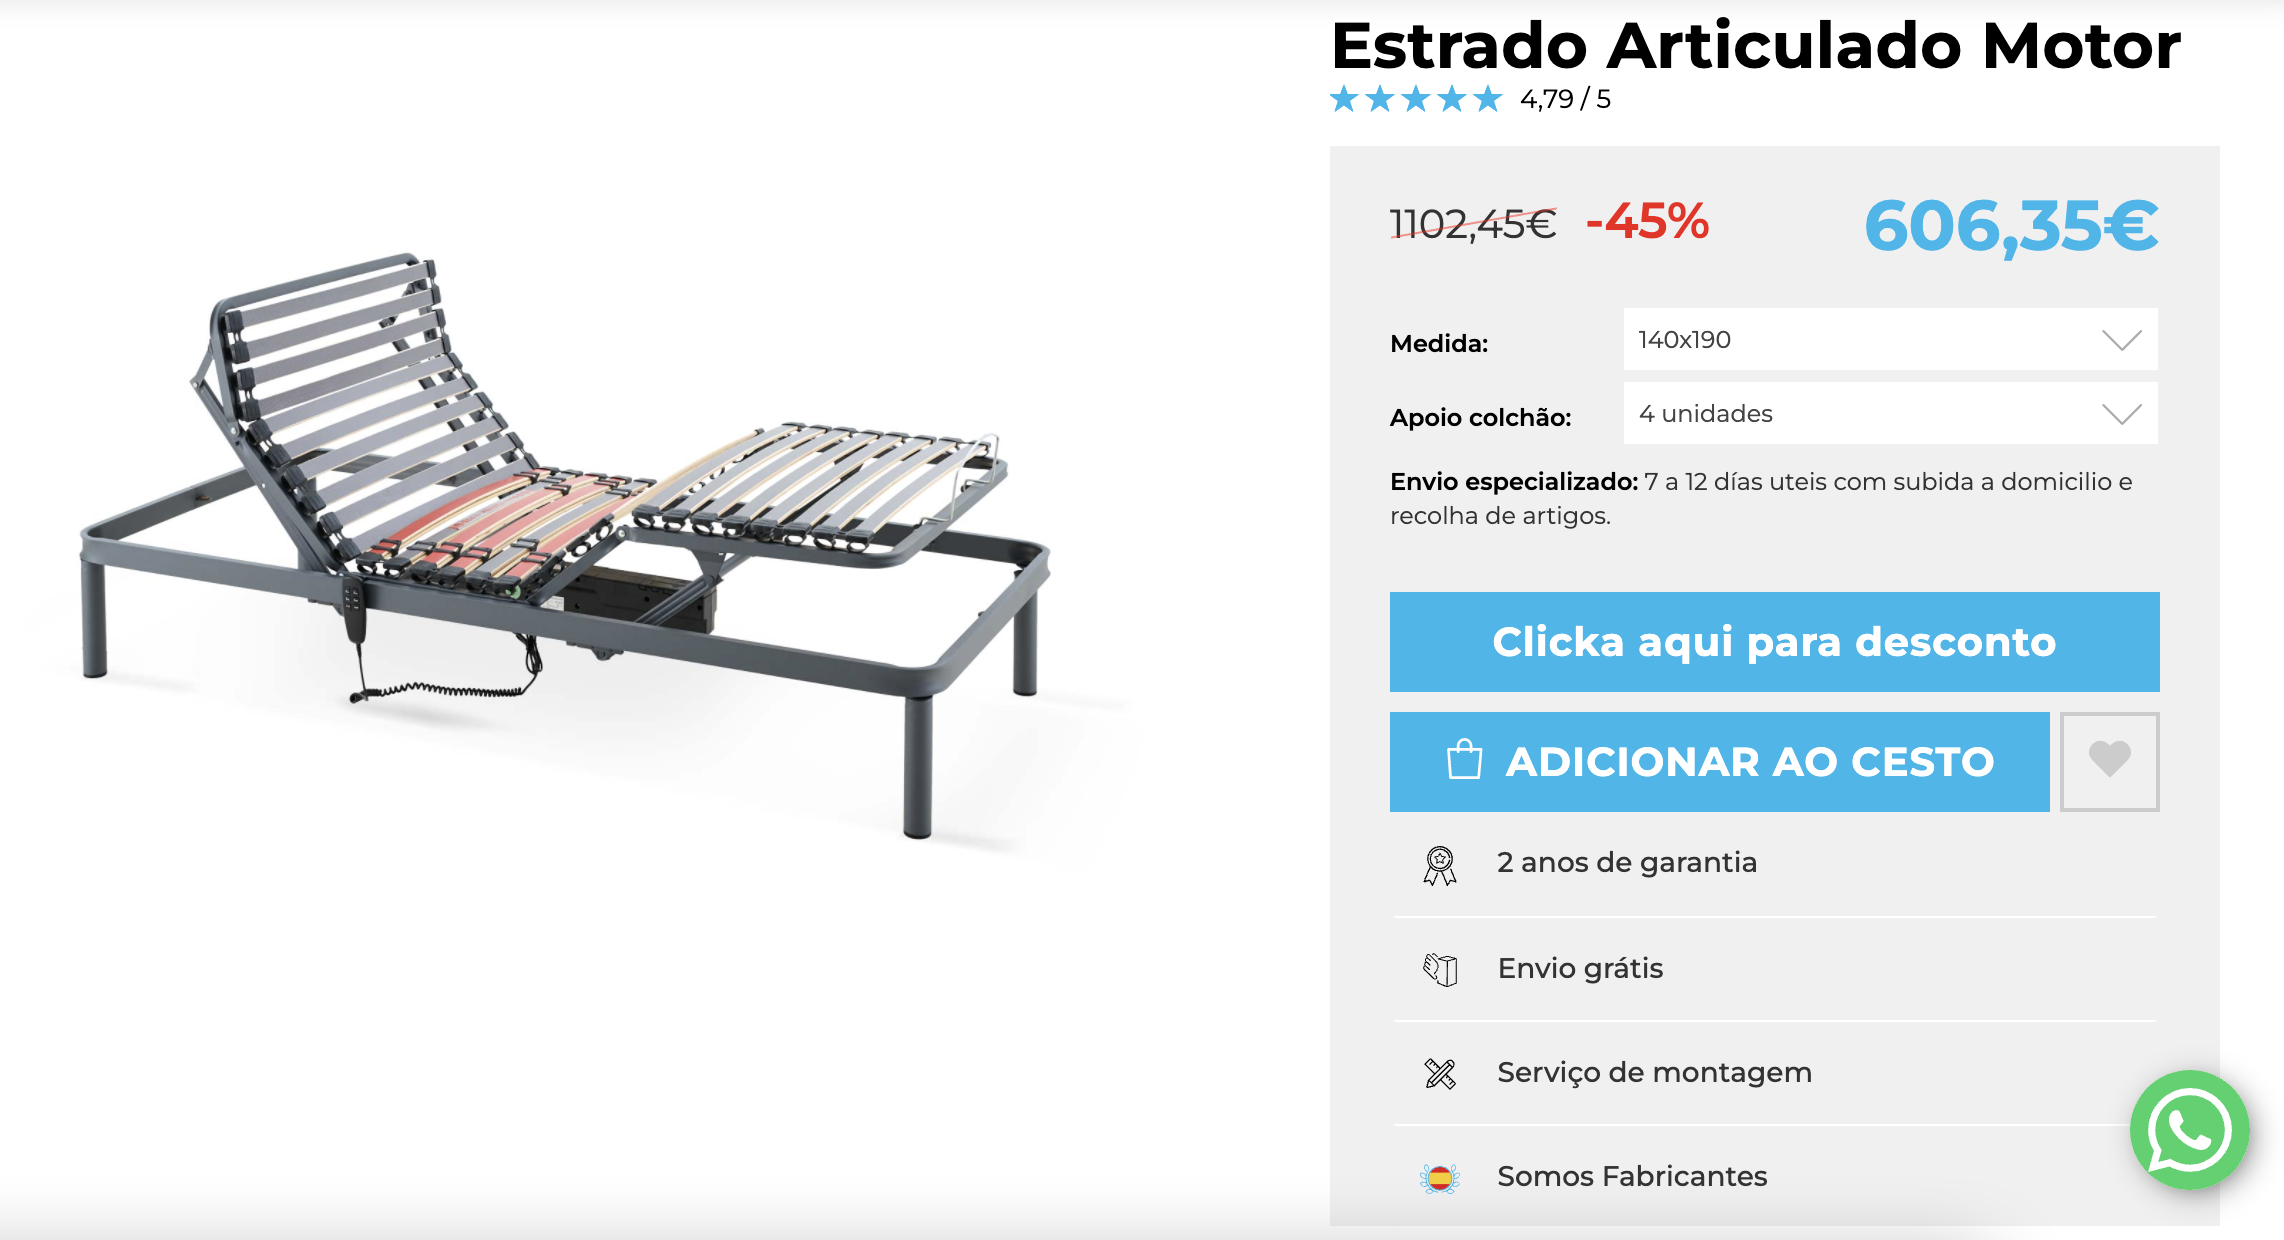 Estrado Articulado Motor
4,79 / 5
1102,45€ -45% 606,35€
Medida: 140x190
Apoio colchão: 4 unidades
Envio especializado: 7 a 12 días uteis com subida a domicilio e
recolha de artigos.
Clicka aqui para desconto
ADICIONAR AO CESTO
2 anos de garantia
Envio grátis
Serviço de montagem
Somos Fabricantes